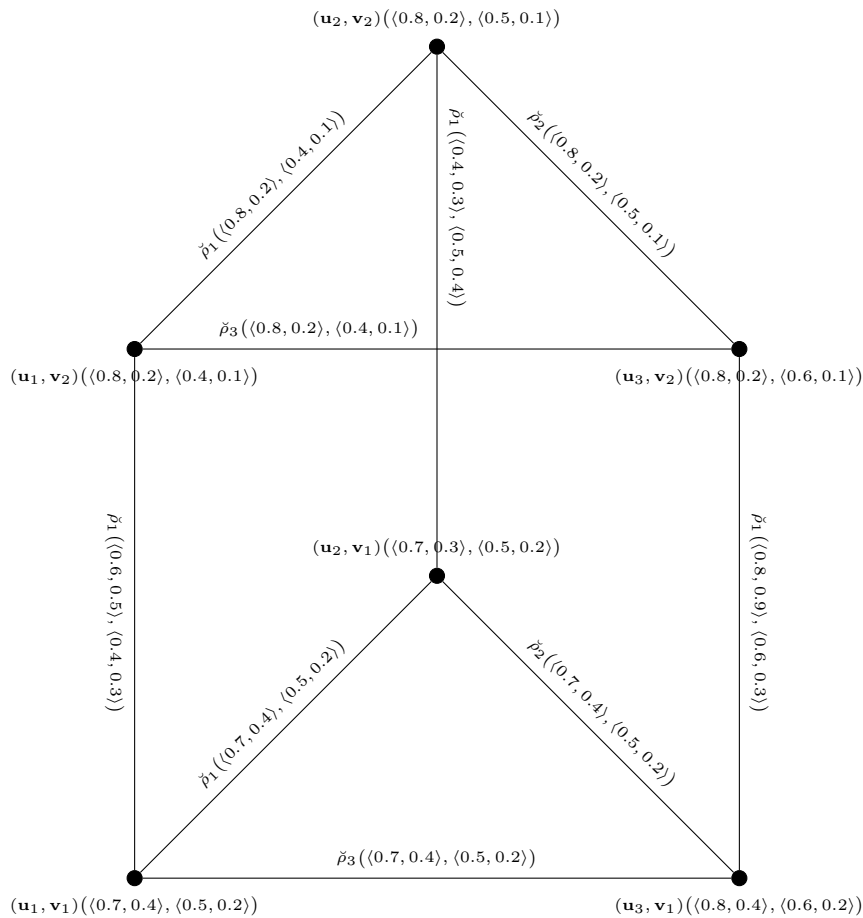 (u₂, v₂)(⟨0.8, 0.2⟩, ⟨0.5, 0.1⟩)
ρ̆₁(⟨0.8, 0.2⟩, ⟨0.4, 0.1⟩)
ρ̆₁(⟨0.4, 0.3⟩, ⟨0.5, 0.4⟩)
ρ̆₂(⟨0.8, 0.2⟩, ⟨0.5, 0.1⟩)
ρ̆₃(⟨0.8, 0.2⟩, ⟨0.4, 0.1⟩)
(u₁, v₂)(⟨0.8, 0.2⟩, ⟨0.4, 0.1⟩)
(u₃, v₂)(⟨0.8, 0.2⟩, ⟨0.6, 0.1⟩)
ρ̆₁(⟨0.6, 0.5⟩, ⟨0.4, 0.3⟩)
(u₂, v₁)(⟨0.7, 0.3⟩, ⟨0.5, 0.2⟩)
ρ̆₁(⟨0.8, 0.9⟩, ⟨0.6, 0.3⟩)
ρ̆₁(⟨0.7, 0.4⟩, ⟨0.5, 0.2⟩)
ρ̆₂(⟨0.7, 0.4⟩, ⟨0.5, 0.2⟩)
ρ̆₃(⟨0.7, 0.4⟩, ⟨0.5, 0.2⟩)
(u₁, v₁)(⟨0.7, 0.4⟩, ⟨0.5, 0.2⟩)
(u₃, v₁)(⟨0.8, 0.4⟩, ⟨0.6, 0.2⟩)